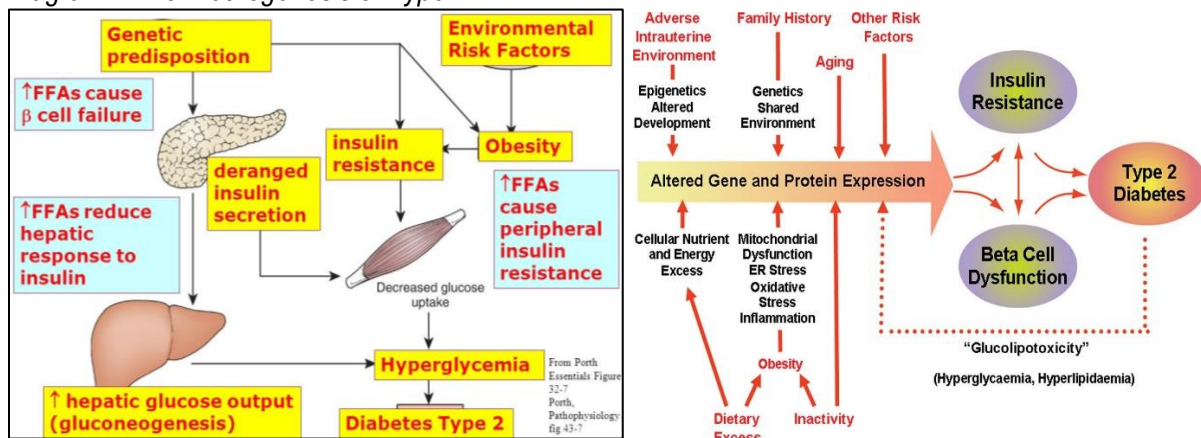 Genetic
predisposition
Environmental
Risk Factors
↑FFAs cause
β cell failure
insulin
resistance
Obesity
deranged
insulin
secretion
↑FFAs reduce
hepatic
response to
insulin
↑FFAs
cause
peripheral
insulin
resistance
Decreased glucose
uptake
Hyperglycemia
From Porth
Essentials Figure
32-7
Porth,
Pathophysiology
fig 43-7
↑ hepatic glucose output
(gluconeogenesis)
Diabetes Type 2
Adverse
Intrauterine
Environment
Family History
Other Risk
Factors
Aging
Epigenetics
Altered
Development
Genetics
Shared
Environment
Insulin
Resistance
Altered Gene and Protein Expression
Type 2
Diabetes
Beta Cell
Dysfunction
Cellular Nutrient
and Energy
Excess
Mitochondrial
Dysfunction
ER Stress
Oxidative
Stress
Inflammation
"Glucolipotoxicity"
(Hyperglycaemia, Hyperlipidaemia)
Obesity
Dietary
Excess
Inactivity